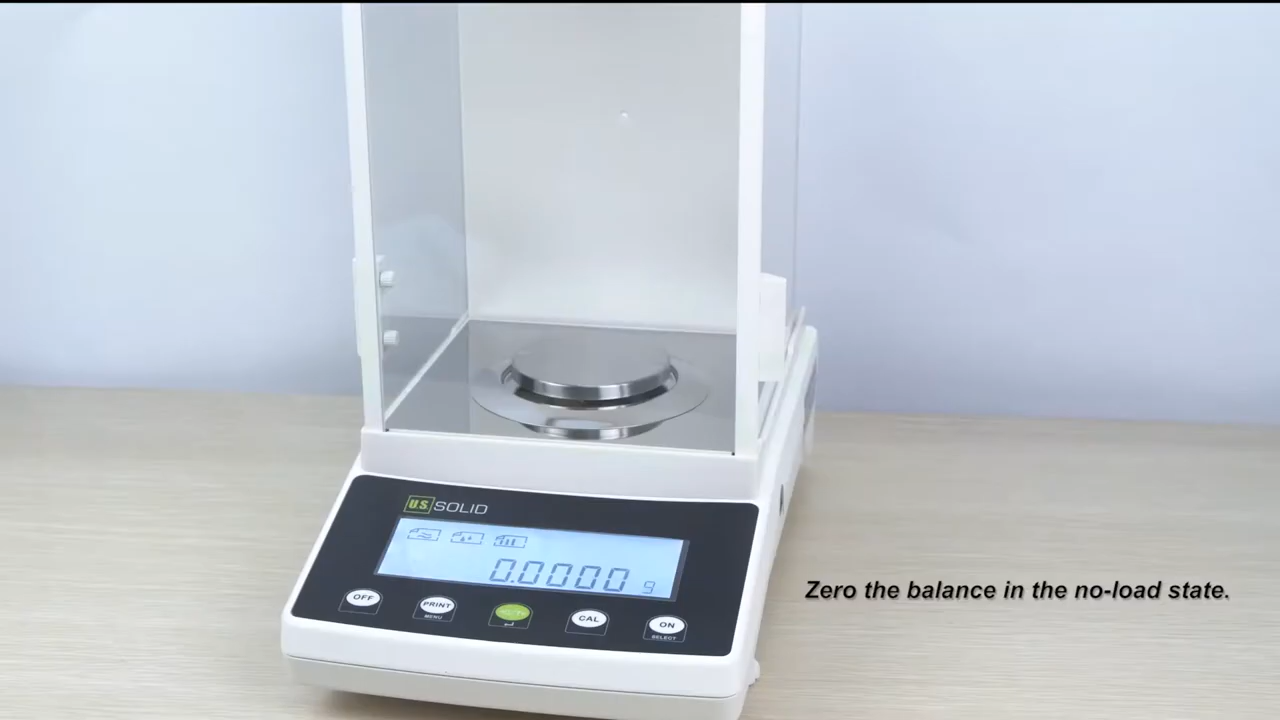 U.S. SOLID
0.0000 g
OFF
PRINT
MENU
CAL
ON
SELECT
Zero the balance in the no-load state.